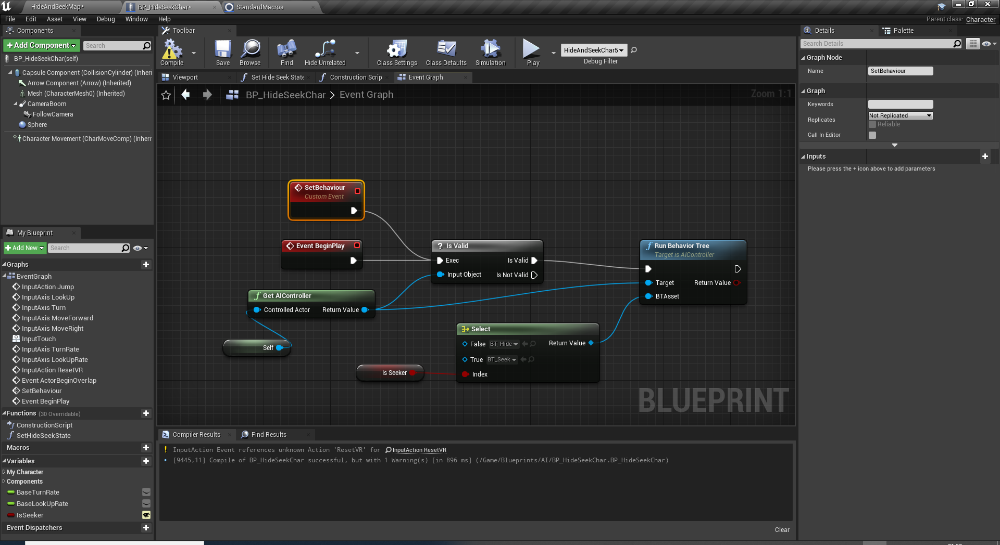 HideAndSeekMap*
BP_HideSeekChar*
StandardMacros
File Edit Asset View Debug Window Help
Parent class: Character
Components
Add Component
Search
BP_HideSeekChar(self)
Capsule Component (CollisionCylinder) (Inheri
Arrow Component (Arrow) (Inherited)
Mesh (CharacterMesh0) (Inherited)
CameraBoom
FollowCamera
Sphere
Character Movement (CharMoveComp) (Inheri
My Blueprint
Add New
Search
Graphs
EventGraph
InputAction Jump
InputAxis LookUp
InputAxis Turn
InputAxis MoveForward
InputAxis MoveRight
InputTouch
InputAxis TurnRate
InputAxis LookUpRate
InputAction ResetVR
Event ActorBeginOverlap
SetBehaviour
Event BeginPlay
Functions (30 Overridable)
ConstructionScript
SetHideSeekState
Macros
Variables
My Character
Components
BaseTurnRate
BaseLookUpRate
IsSeeker
Event Dispatchers
Toolbar
Compile
Save
Browse
Find
Hide Unrelated
Class Settings
Class Defaults
Simulation
Play
HideAndSeekChar5
Debug Filter
Viewport
Set Hide Seek State
Construction Scrip
Event Graph
BP_HideSeekChar > Event Graph
Zoom 1:1
SetBehaviour
Custom Event
Event BeginPlay
Is Valid
Exec
Is Valid
Input Object
Is Not Valid
Run Behavior Tree
Target is AIController
Target
Return Value
BTAsset
Get AIController
Controlled Actor
Return Value
Self
Select
False BT_Hide
Return Value
True BT_Seek
Index
Is Seeker
BLUEPRINT
Compiler Results
Find Results
InputAction Event references unknown Action 'ResetVR' for InputAction ResetVR
[9445,11] Compile of BP_HideSeekChar successful, but with 1 Warning(s) [in 896 ms] (/Game/Blueprints/AI/BP_HideSeekChar.BP_HideSeekChar)
Clear
Details
Palette
Search Details
Graph Node
Name
SetBehaviour
Graph
Keywords
Replicates
Not Replicated
Reliable
Call In Editor
Inputs
Please press the + icon above to add parameters